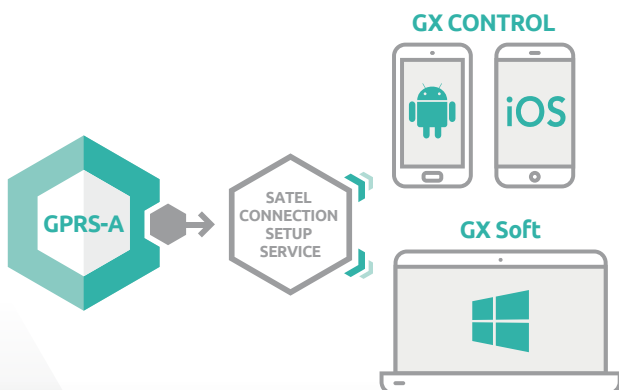 GX CONTROL
iOS
GPRS-A
SATEL
CONNECTION
SETUP
SERVICE
GX Soft